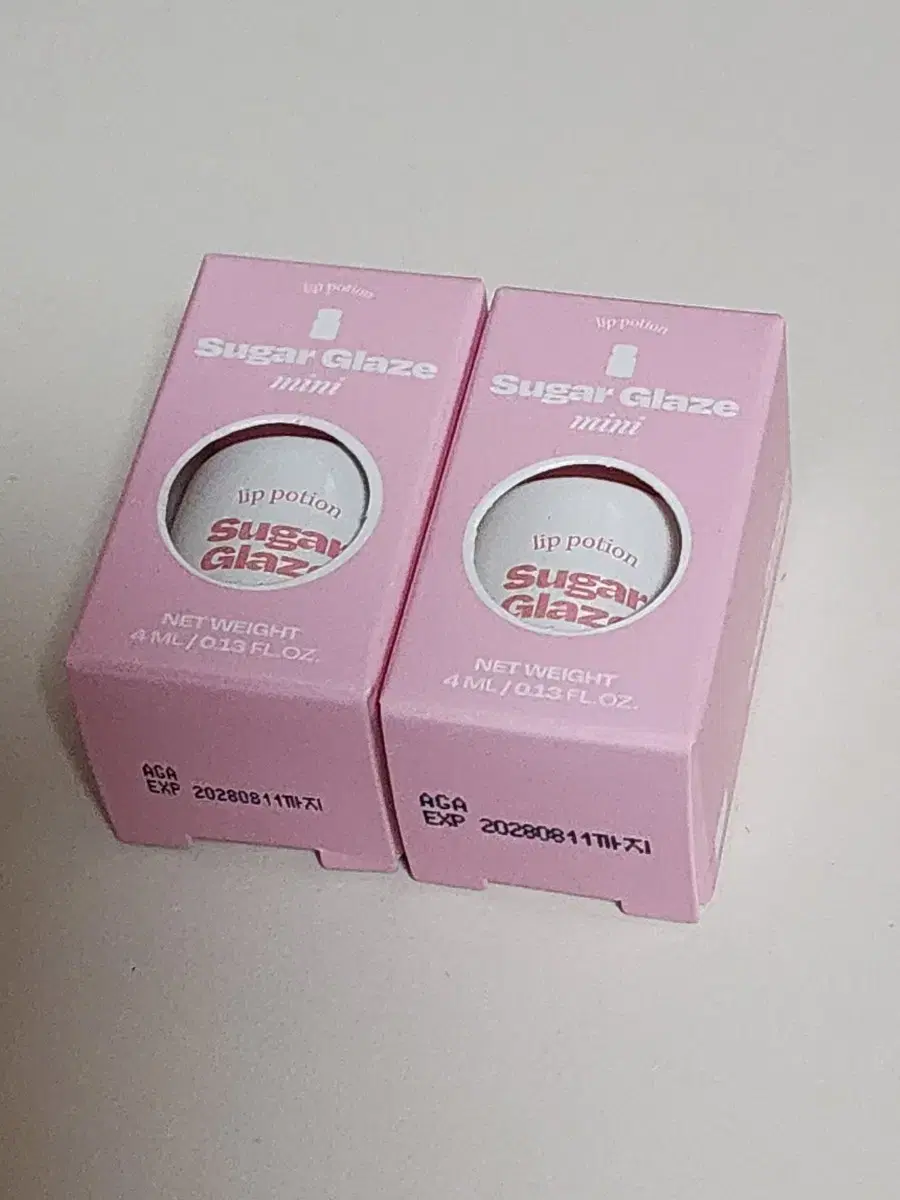 lip potion
Sugar Glaze
mini
lip potion
Sugar
Glaze
NET WEIGHT
4 ML / 0.13 FL.OZ.
AGA
EXP 20280811까지
lip potion
Sugar Glaze
mini
lip potion
Sugar
Glaze
NET WEIGHT
4 ML / 0.13 FL.OZ.
AGA
EXP 20280811까지